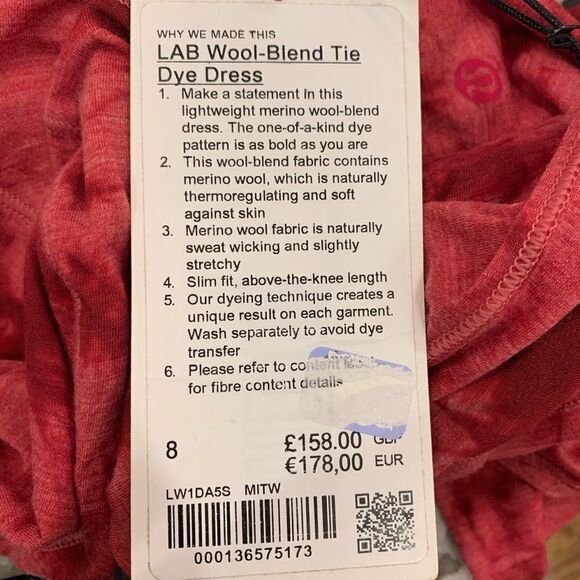 WHY WE MADE THIS
LAB Wool-Blend Tie
Dye Dress
1. Make a statement in this
lightweight merino wool-blend
dress. The one-of-a-kind dye
pattern is as bold as you are
2. This wool-blend fabric contains
merino wool, which is naturally
thermoregulating and soft
against skin
3. Merino wool fabric is naturally
sweat wicking and slightly
stretchy
4. Slim fit, above-the-knee length
5. Our dyeing technique creates a
unique result on each garment.
Wash separately to avoid dye
transfer
6. Please refer to content
for fibre content details
8 £158.00 GBP
€178,00 EUR
LW1DA5S MITW
000136575173